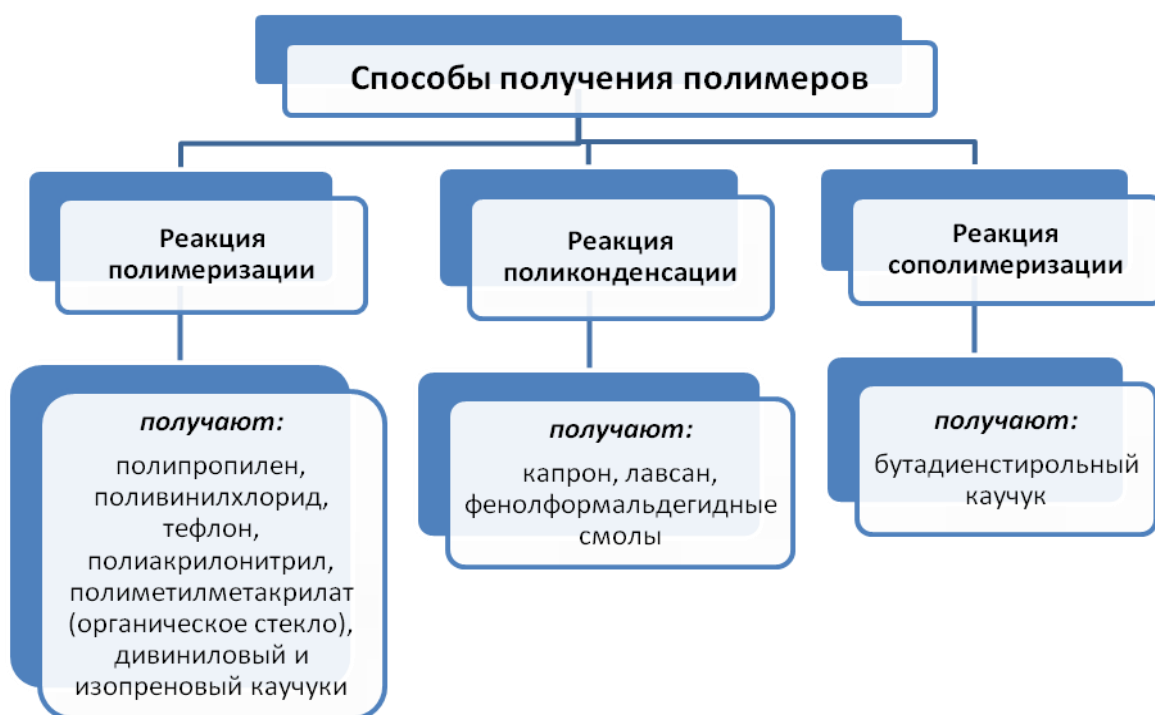 Способы получения полимеров
Реакция
полимеризации
Реакция
поликонденсации
Реакция
сополимеризации
получают:
полипропилен,
поливинилхлорид,
тефлон,
полиакрилонитрил,
полиметилметакрилат
(органическое стекло),
дивиниловый и
изопреновый каучуки
получают:
капрон, лавсан,
фенолформальдегидные
смолы
получают:
бутадиенстирольный
каучук